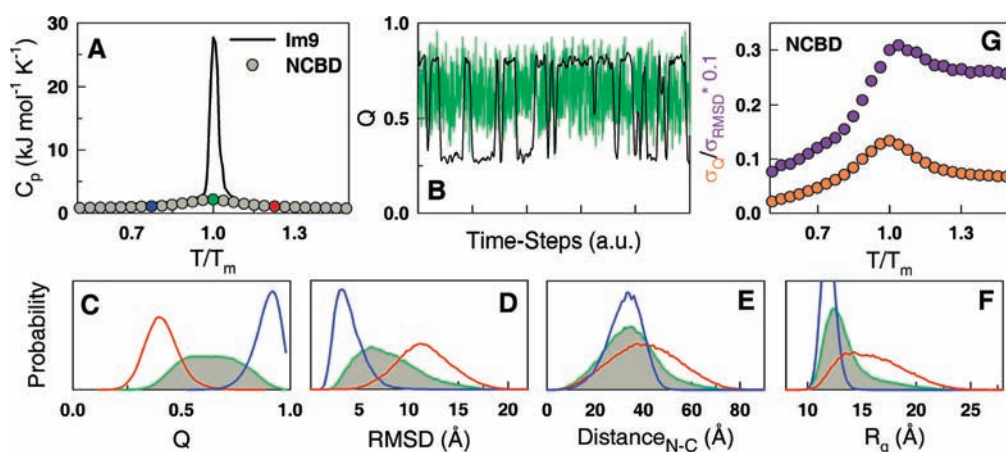 A
Im9
NCBD
C_p (kJ mol⁻¹ K⁻¹)
30
20
10
0
0.7
1.0
1.3
T/T_m
B
Q
1.0
0.5
0.0
Time-Steps (a.u.)
NCBD
G
σ_Q/σ_RMSD* 0.1
0.3
0.2
0.1
0.0
0.7
1.0
1.3
T/T_m
Probability
C
0.0
0.5
1.0
Q
D
0
10
20
RMSD (Å)
E
0
20
40
60
80
Distance_N-C (Å)
F
10
15
20
25
R_g (Å)